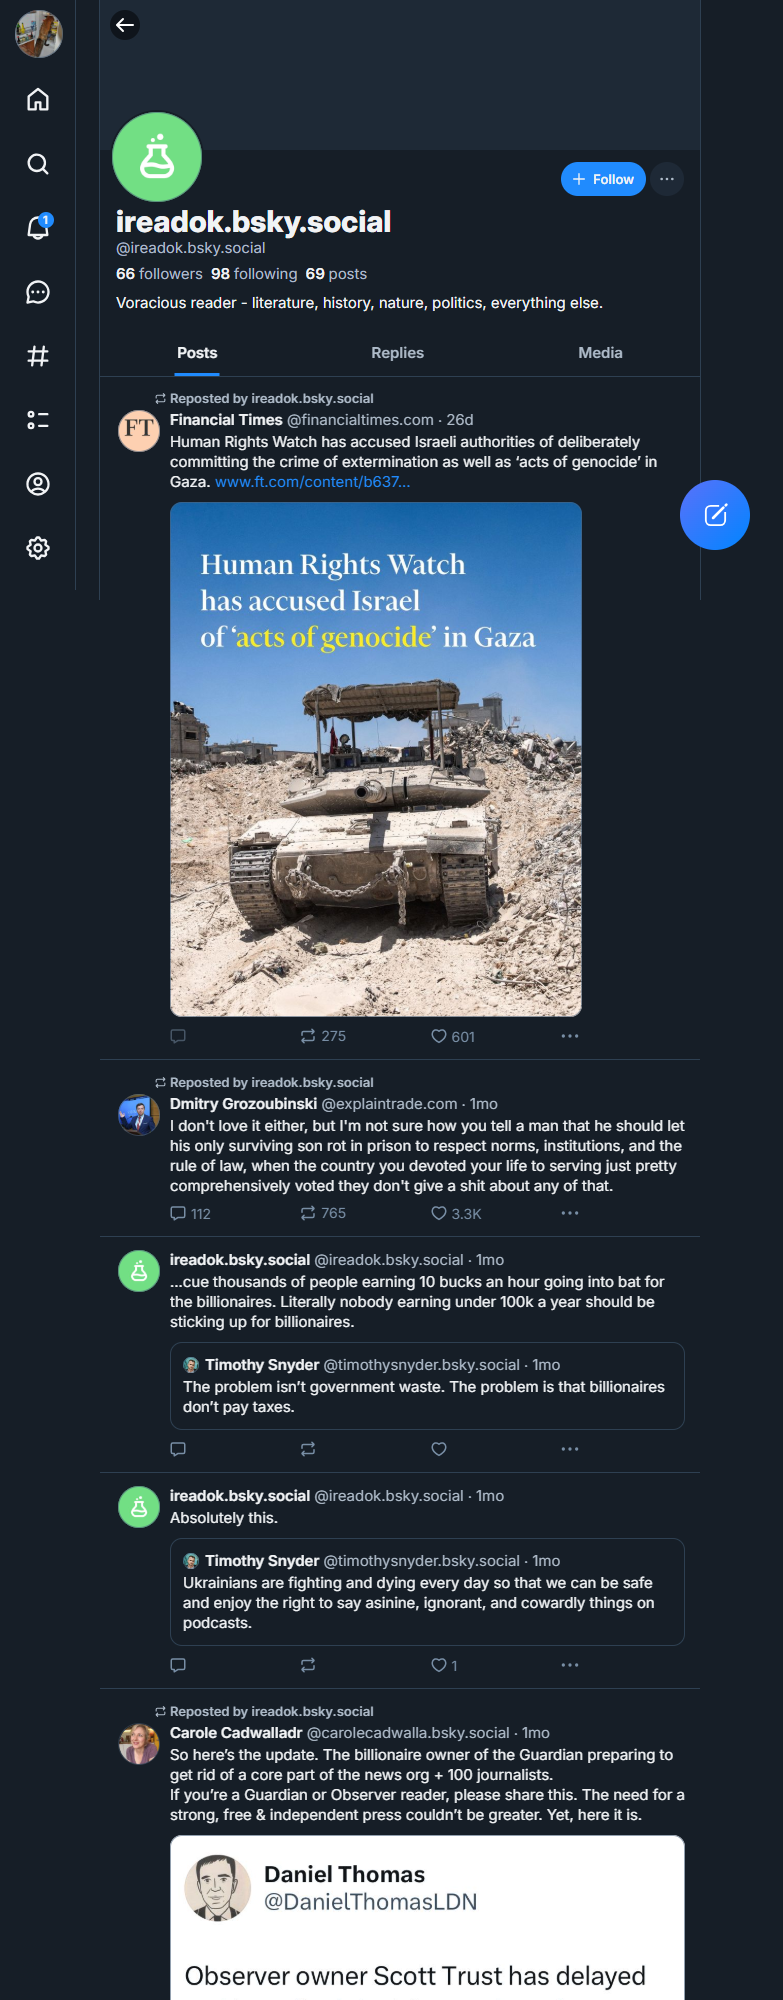 1
Follow
ireadok.bsky.social
@ireadok.bsky.social
66 followers 98 following 69 posts
Voracious reader - literature, history, nature, politics, everything else.
Posts Replies Media
Reposted by ireadok.bsky.social
FT
Financial Times @financialtimes.com · 26d
Human Rights Watch has accused Israeli authorities of deliberately
committing the crime of extermination as well as ‘acts of genocide’ in
Gaza. www.ft.com/content/b637...
Human Rights Watch
has accused Israel
of ‘acts of genocide’ in Gaza
275 601
Reposted by ireadok.bsky.social
Dmitry Grozoubinski @explaintrade.com · 1mo
I don't love it either, but I'm not sure how you tell a man that he should let
his only surviving son rot in prison to respect norms, institutions, and the
rule of law, when the country you devoted your life to serving just pretty
comprehensively voted they don't give a shit about any of that.
112 765 3.3K
ireadok.bsky.social @ireadok.bsky.social · 1mo
...cue thousands of people earning 10 bucks an hour going into bat for
the billionaires. Literally nobody earning under 100k a year should be
sticking up for billionaires.
Timothy Snyder @timothysnyder.bsky.social · 1mo
The problem isn’t government waste. The problem is that billionaires
don’t pay taxes.
ireadok.bsky.social @ireadok.bsky.social · 1mo
Absolutely this.
Timothy Snyder @timothysnyder.bsky.social · 1mo
Ukrainians are fighting and dying every day so that we can be safe
and enjoy the right to say asinine, ignorant, and cowardly things on
podcasts.
1
Reposted by ireadok.bsky.social
Carole Cadwalladr @carolecadwalla.bsky.social · 1mo
So here’s the update. The billionaire owner of the Guardian preparing to
get rid of a core part of the news org + 100 journalists.
If you’re a Guardian or Observer reader, please share this. The need for a
strong, free & independent press couldn’t be greater. Yet, here it is.
Daniel Thomas
@DanielThomasLDN
Observer owner Scott Trust has delayed